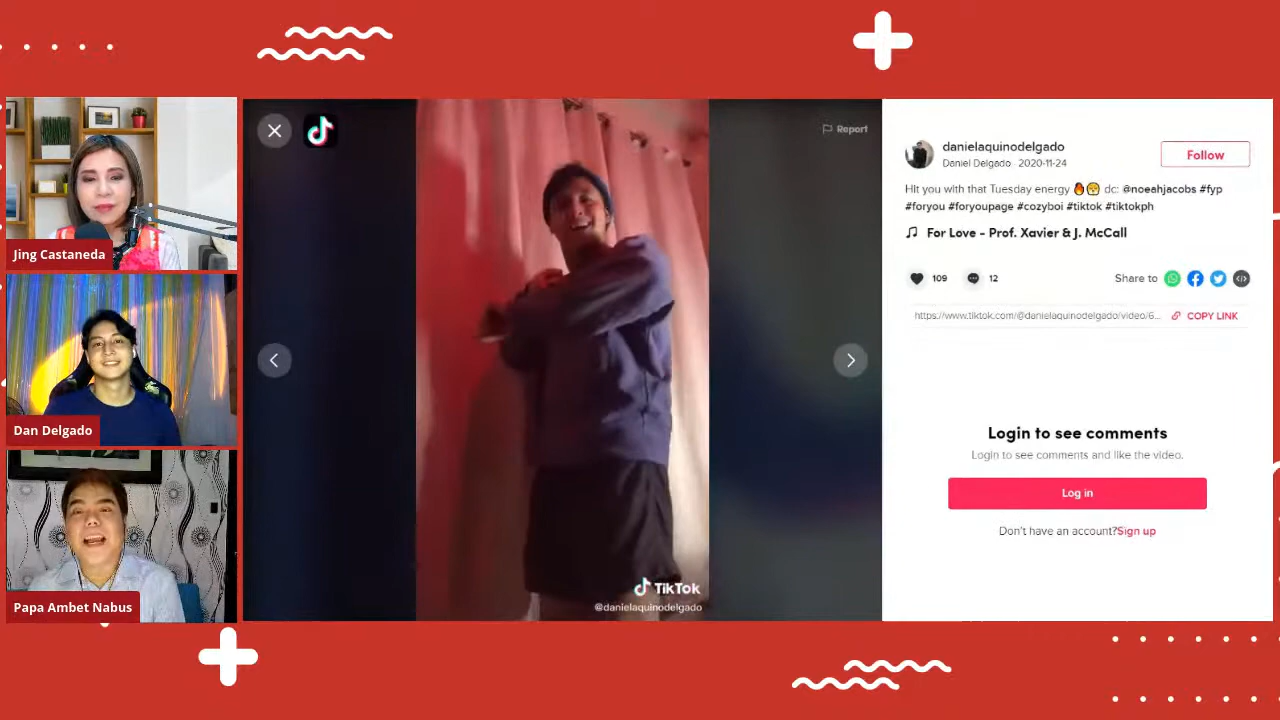 Jing Castaneda
Dan Delgado
Papa Ambet Nabus
Report
TikTok
@danielaquinodelgado
danielaquinodelgado
Daniel Delgado · 2020-11-24
Follow
HIt you with that Tuesday energy 🔥😤 dc: @noeahjacobs #fyp
#foryou #foryoupage #cozyboi #tiktok #tiktokph
For Love - Prof. Xavier & J. McCall
109
12
Share to
https://www.tiktok.com/@danielaquinodelgado/video/6...
COPY LINK
Login to see comments
Login to see comments and like the video.
Log in
Don't have an account?Sign up